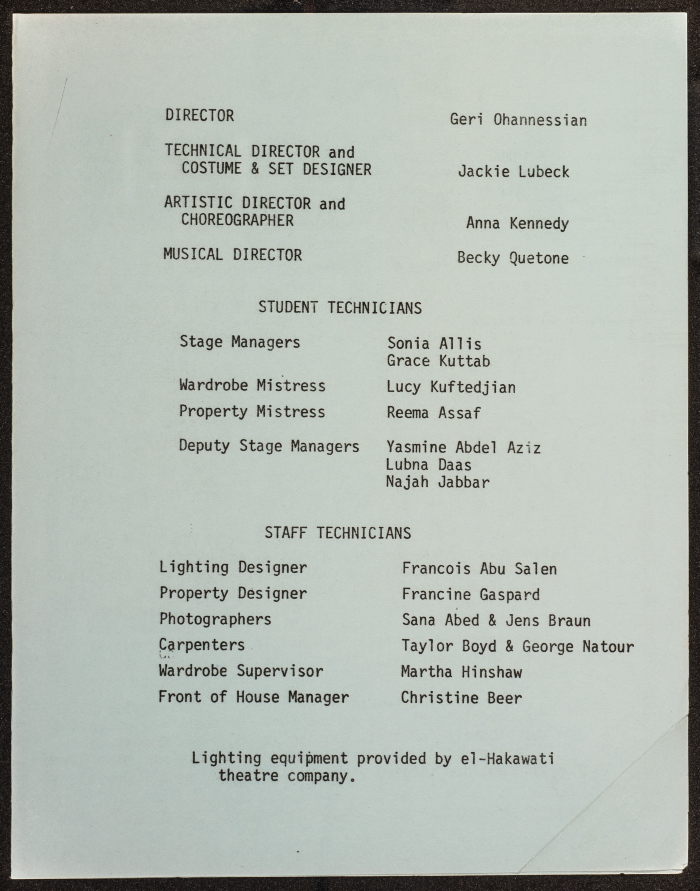 DIRECTOR Geri Ohannessian
TECHNICAL DIRECTOR and
COSTUME & SET DESIGNER Jackie Lubeck
ARTISTIC DIRECTOR and
CHOREOGRAPHER Anna Kennedy
MUSICAL DIRECTOR Becky Quetone
STUDENT TECHNICIANS
Stage Managers Sonia Allis
Grace Kuttab
Wardrobe Mistress Lucy Kuftedjian
Property Mistress Reema Assaf
Deputy Stage Managers Yasmine Abdel Aziz
Lubna Daas
Najah Jabbar
STAFF TECHNICIANS
Lighting Designer Francois Abu Salen
Property Designer Francine Gaspard
Photographers Sana Abed & Jens Braun
Carpenters Taylor Boyd & George Natour
Wardrobe Supervisor Martha Hinshaw
Front of House Manager Christine Beer
Lighting equipment provided by el-Hakawati
theatre company.